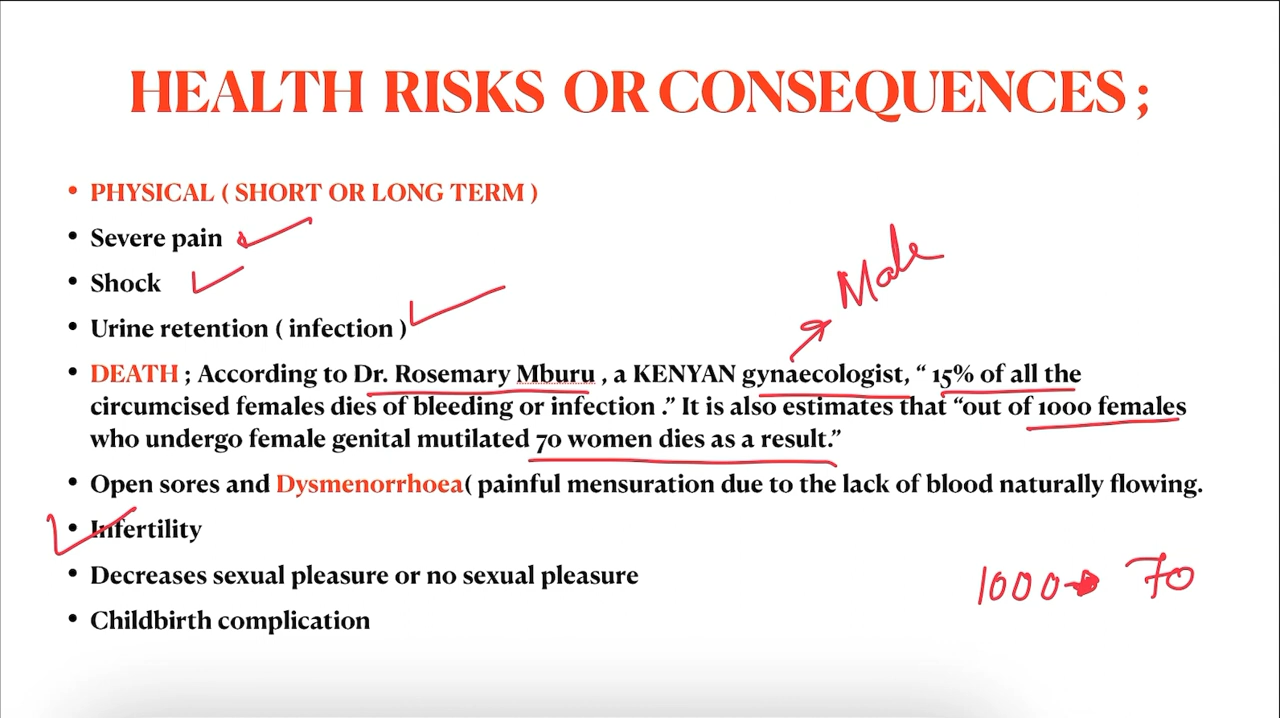 HEALTH RISKS OR CONSEQUENCES ;
• PHYSICAL ( SHORT OR LONG TERM )
• Severe pain
• Shock
Male
• Urine retention ( infection )
• DEATH ; According to Dr. Rosemary Mburu , a KENYAN gynaecologist, “ 15% of all the
circumcised females dies of bleeding or infection .” It is also estimates that “out of 1000 females
who undergo female genital mutilated 70 women dies as a result.”
• Open sores and Dysmenorrhoea( painful mensuration due to the lack of blood naturally flowing.
• Infertility
• Decreases sexual pleasure or no sexual pleasure
1000 → 70
• Childbirth complication